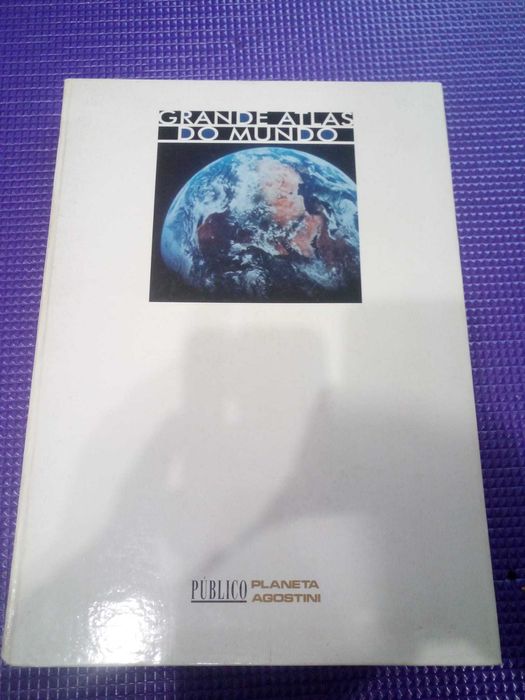 GRANDE ATLAS
DO MUNDO
PÚBLICO PLANETA
AGOSTINI